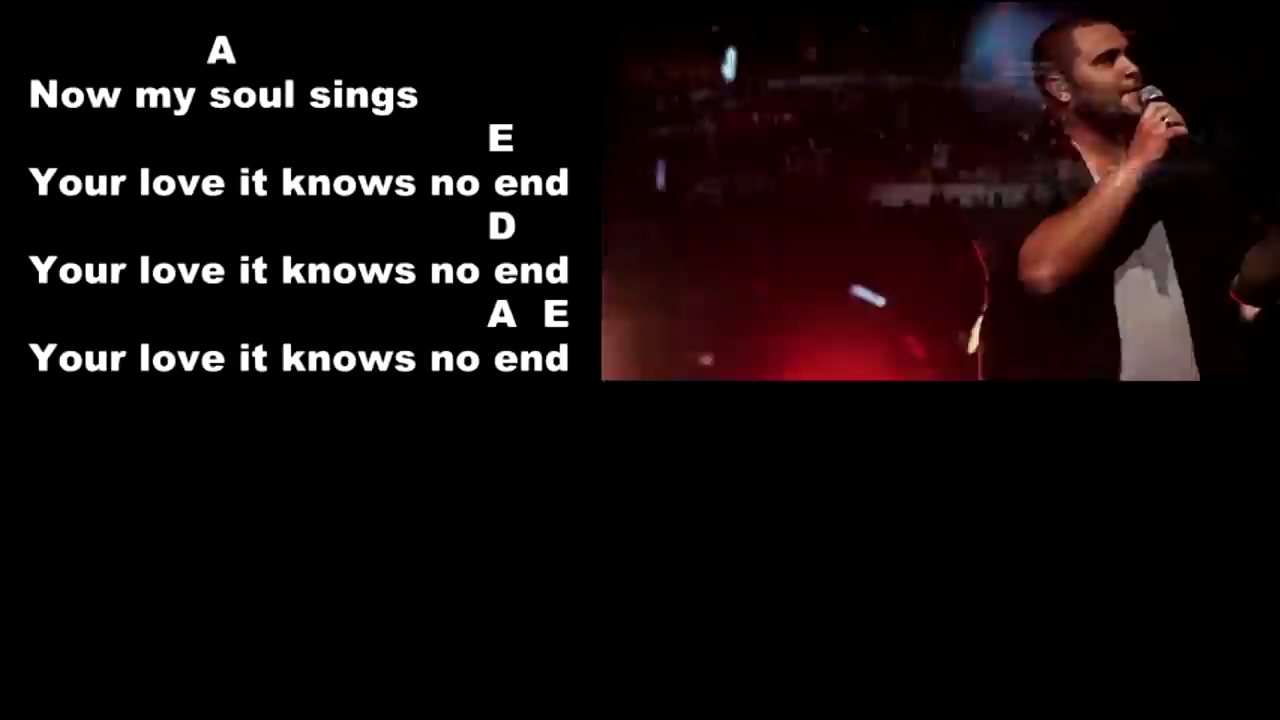 A
Now my soul sings
E
Your love it knows no end
D
Your love it knows no end
A E
Your love it knows no end